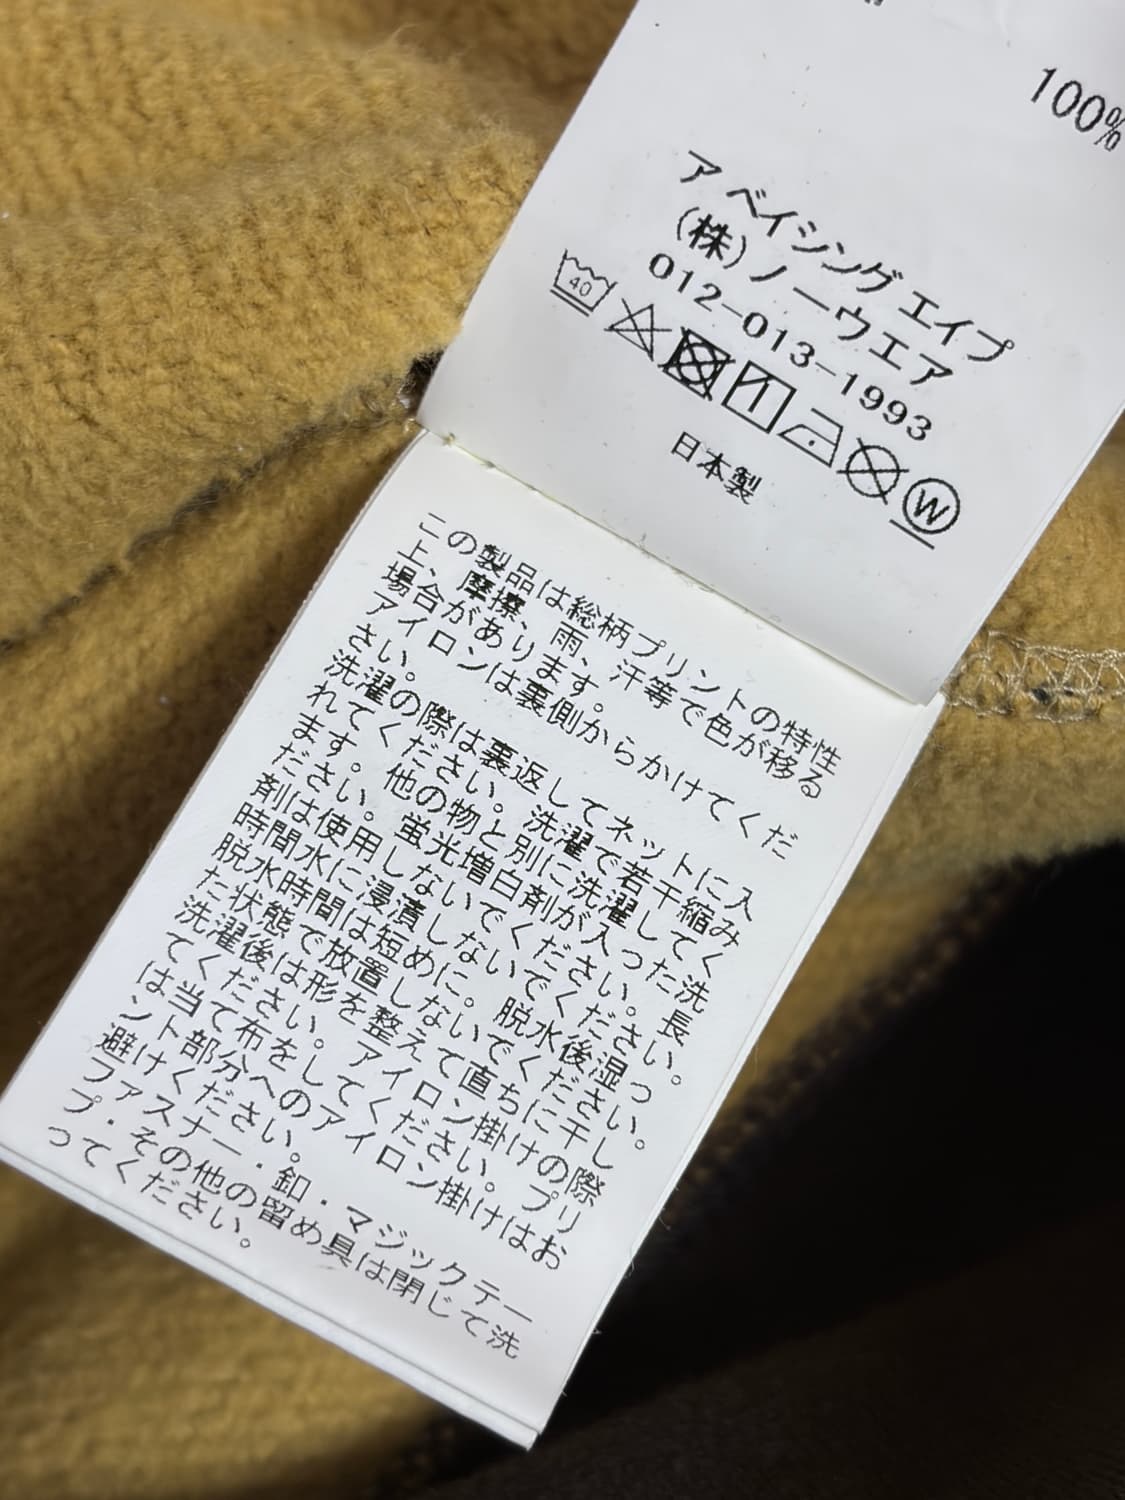 100%
ア ベイシング エイプ
(株)ノーウエア
012-013-1993
40
W
日本製
この製品は総柄プリントの特性
上、摩擦、雨、汗等で色が移る
場合があります。
アイロンは裏側からかけてくだ
さい。
洗濯の際は裏返してネットに入
れてください。洗濯で若干縮み
ます。他の物と別に洗濯してく
ださい。蛍光増白剤が入った洗
剤は使用しないでください。長
時間水に浸漬しないでください。
脱水時間は短めに。脱水後湿っ
た状態で放置しないでください。
洗濯後は形を整えて直ちに干し
てください。アイロン掛けの際
は当て布をしてください。プリ
ント部分へのアイロン掛けはお
避けください。
ファスナー・釦・マジックテー
プ・その他の留め具は閉じて洗
ってください。